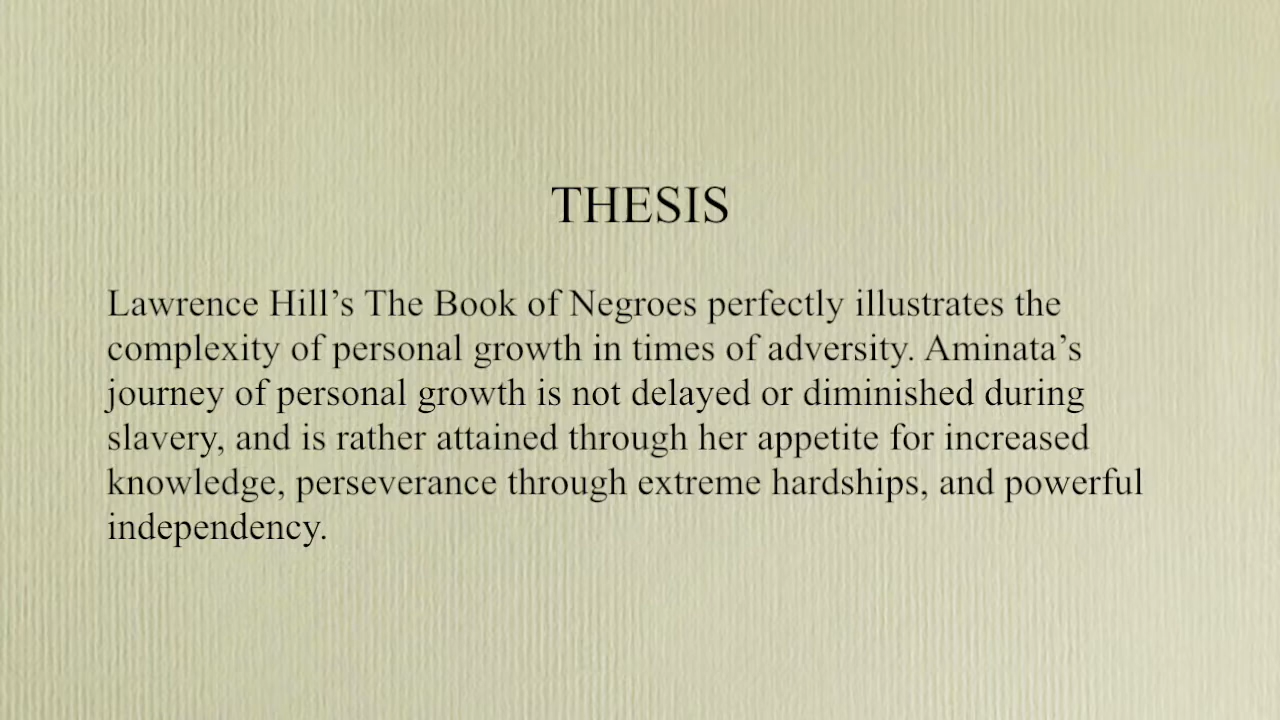 THESIS
Lawrence Hill’s The Book of Negroes perfectly illustrates the
complexity of personal growth in times of adversity. Aminata’s
journey of personal growth is not delayed or diminished during
slavery, and is rather attained through her appetite for increased
knowledge, perseverance through extreme hardships, and powerful
independency.